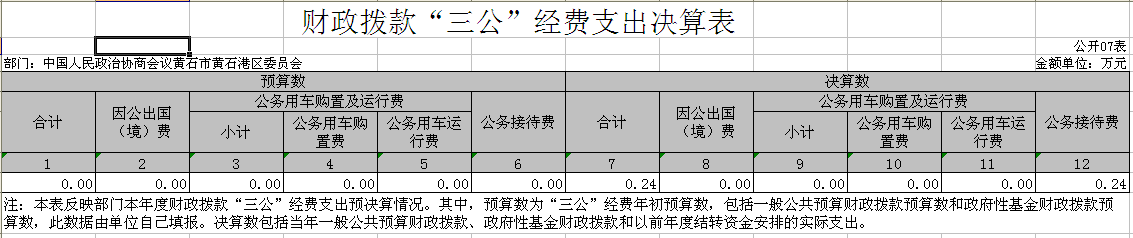 财政拨款“三公”经费支出决算表
公开07表
部门：中国人民政治协商会议黄石市黄石港区委员会 金额单位：万元
预算数 决算数
合计 因公出国（境）费 公务用车购置及运行费 公务接待费 合计 因公出国（境）费 公务用车购置及运行费 公务接待费
小计 公务用车购置费 公务用车运行费 小计 公务用车购置费 公务用车运行费
1 2 3 4 5 6 7 8 9 10 11 12
0.00 0.00 0.00 0.00 0.00 0.00 0.24 0.00 0.00 0.00 0.00 0.24
注：本表反映部门本年度财政拨款“三公”经费支出预决算情况。其中，预算数为“三公”经费年初预算数，包括一般公共预算财政拨款预算数和政府性基金财政拨款预
算数，此数据由单位自己填报。决算数包括当年一般公共预算财政拨款、政府性基金财政拨款和以前年度结转资金安排的实际支出。